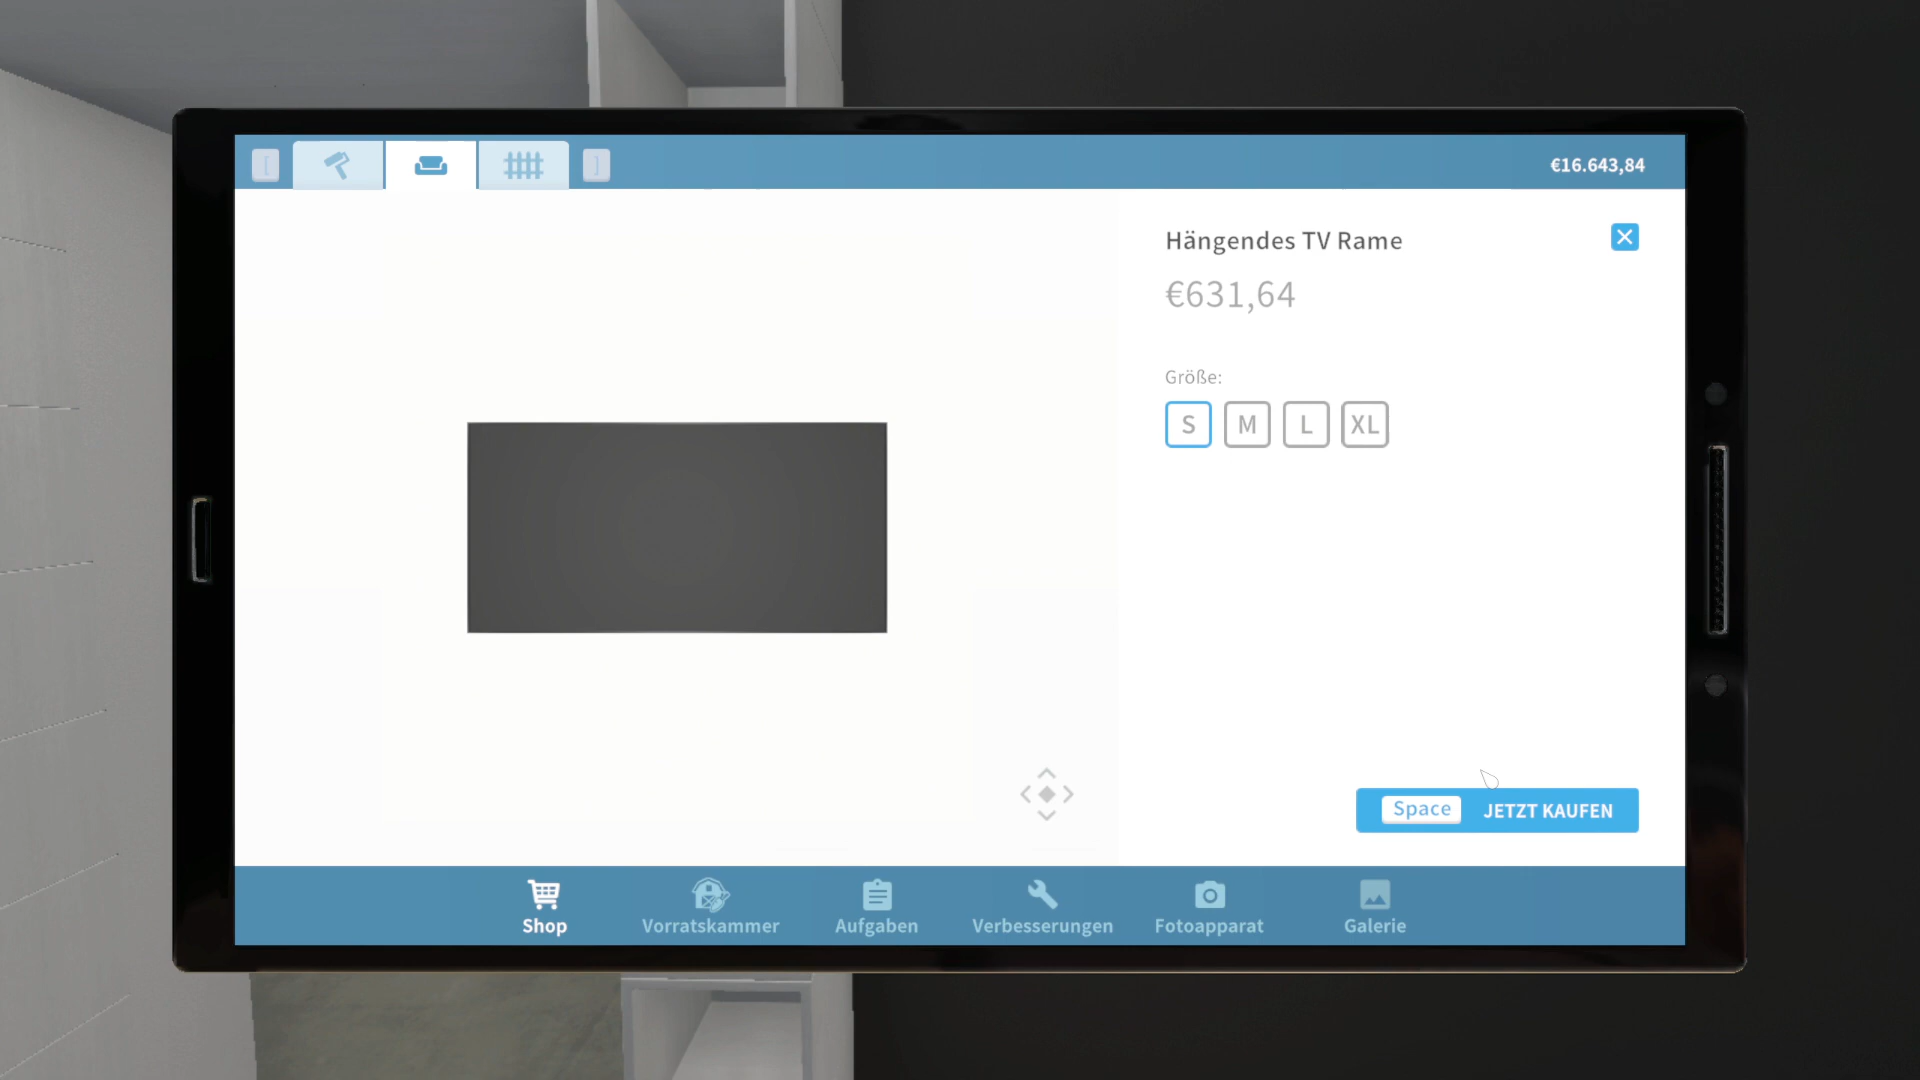 [
]
€16.643,84
Hängendes TV Rame
€631,64
Größe:
S M L XL
Space JETZT KAUFEN
Shop Vorratskammer Aufgaben Verbesserungen Fotoapparat Galerie